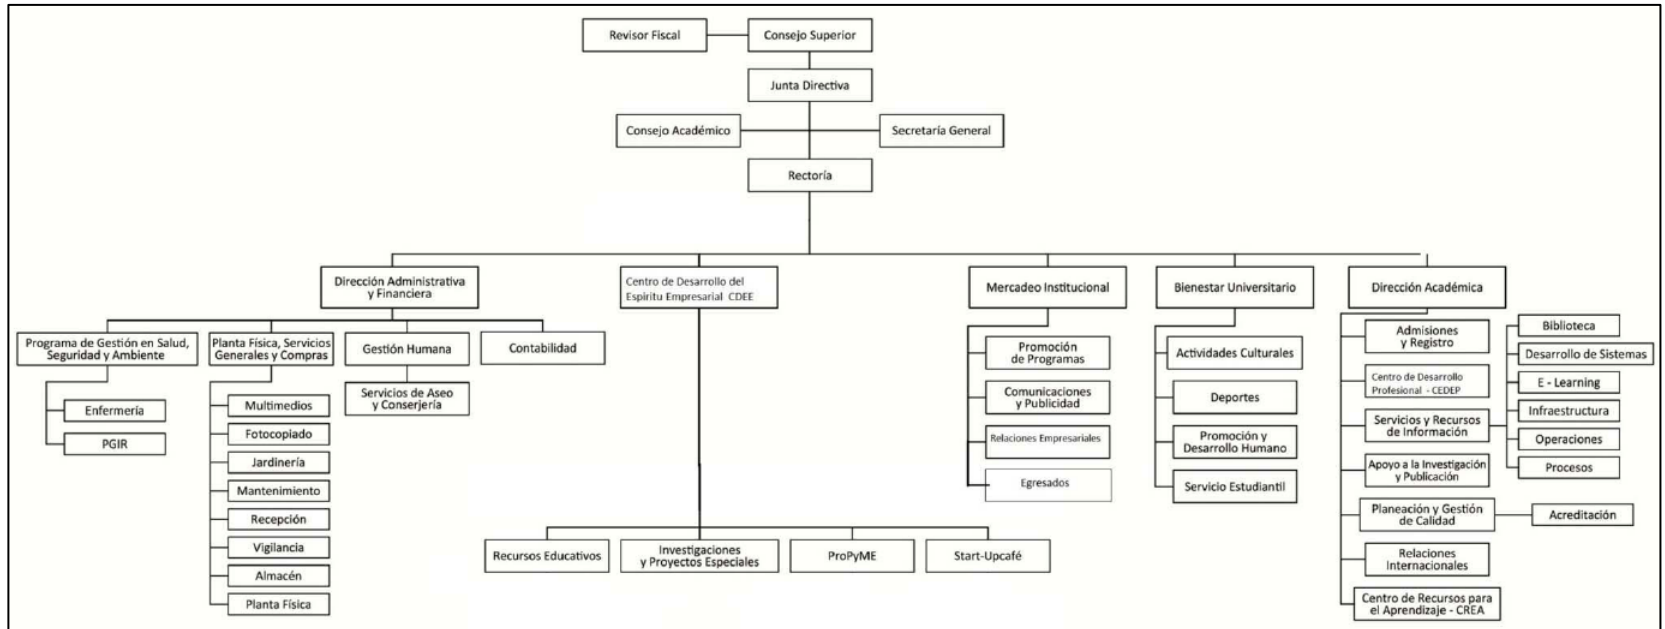 Revisor Fiscal
Consejo Superior
Junta Directiva
Consejo Académico
Secretaría General
Rectoría
Dirección Administrativa
y Financiera
Centro de Desarrollo del
Espíritu Empresarial CDEE
Mercadeo Institucional
Bienestar Universitario
Dirección Académica
Programa de Gestión en Salud,
Seguridad y Ambiente
Enfermería
PGIR
Planta Física, Servicios
Generales y Compras
Multimedios
Fotocopiado
Jardinería
Mantenimiento
Recepción
Vigilancia
Almacén
Planta Física
Gestión Humana
Servicios de Aseo
y Conserjería
Contabilidad
Recursos Educativos
Investigaciones
y Proyectos Especiales
ProPyME
Start-Upcafé
Promoción
de Programas
Comunicaciones
y Publicidad
Relaciones Empresariales
Egresados
Actividades Culturales
Deportes
Promoción y
Desarrollo Humano
Servicio Estudiantil
Admisiones
y Registro
Centro de Desarrollo
Profesional - CEDEP
Servicios y Recursos
de Información
Biblioteca
Desarrollo de Sistemas
E - Learning
Infraestructura
Operaciones
Procesos
Apoyo a la Investigación
y Publicación
Planeación y Gestión
de Calidad
Acreditación
Relaciones
Internacionales
Centro de Recursos para
el Aprendizaje - CREA